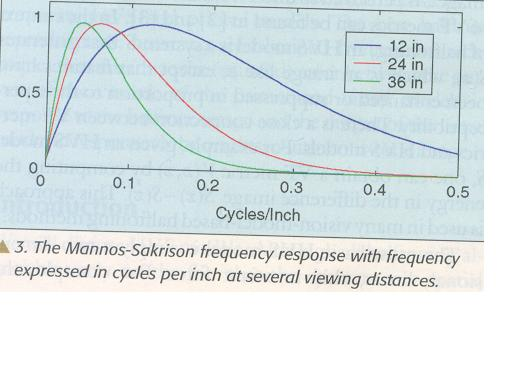 1
12 in
24 in
36 in
0.5
0
0 0.1 0.2 0.3 0.4 0.5
Cycles/Inch
3. The Mannos-Sakrison frequency response with frequency
expressed in cycles per inch at several viewing distances.